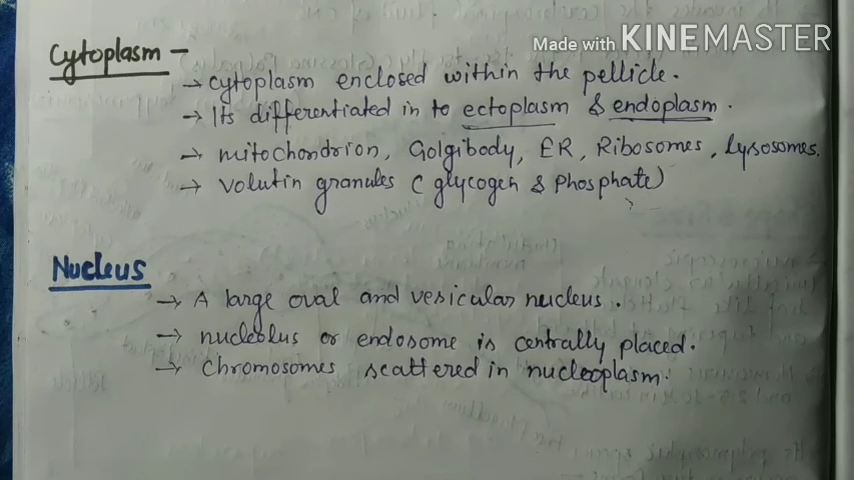 Made with KINEMASTER
Cytoplasm -
→ Cytoplasm enclosed within the pellicle.
→ Its differentiated in to ectoplasm & endoplasm.
→ mitochondrion, Golgibody, ER, Ribosomes, Lysosomes.
→ Volutin granules (glycogen & Phosphate)
Nucleus
→ A large oval and vesicular nucleus.
→ nucleolus or endosome is centrally placed.
→ Chromosomes scattered in nucleoplasm.